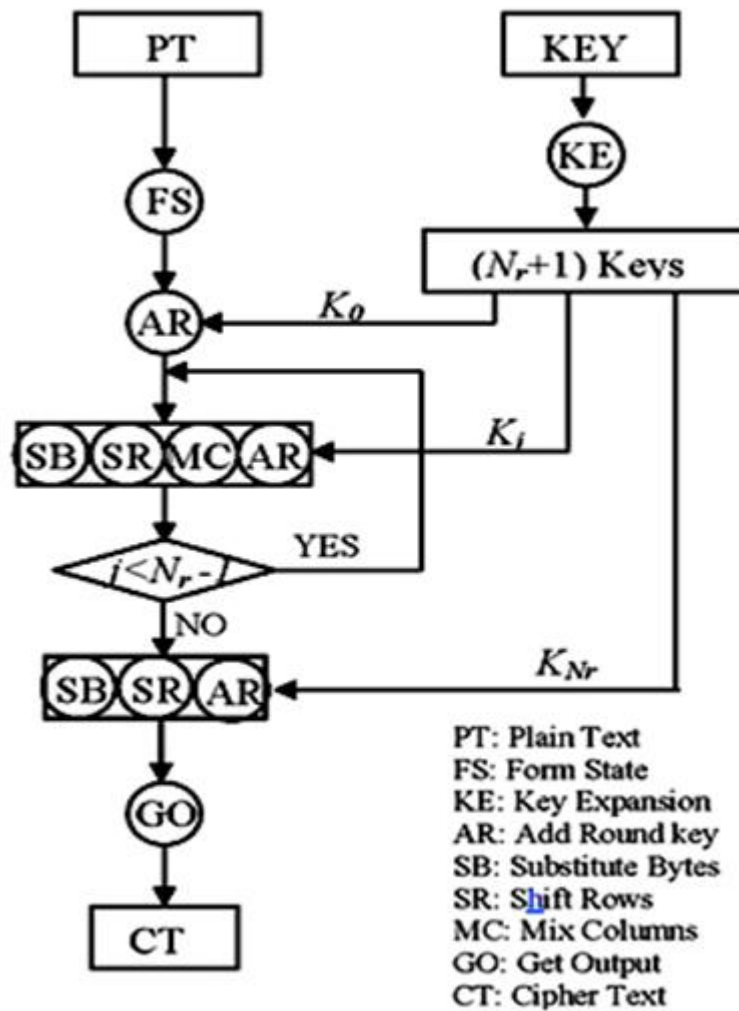 PT
KEY
KE
FS
(Nr+1) Keys
AR
K0
SB SR MC AR
Kj
YES
j<Nr-1
NO
SB SR AR
KNr
GO
CT
PT: Plain Text
FS: Form State
KE: Key Expansion
AR: Add Round key
SB: Substitute Bytes
SR: Shift Rows
MC: Mix Columns
GO: Get Output
CT: Cipher Text